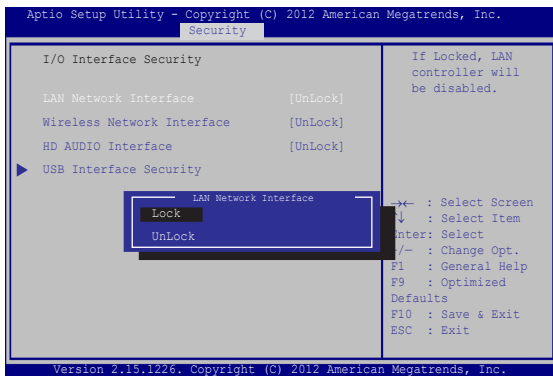 Aptio Setup Utility - Copyright (C) 2012 American Megatrends, Inc.
Security
I/O Interface Security
LAN Network Interface [UnLock]
Wireless Network Interface [UnLock]
HD AUDIO Interface [UnLock]
USB Interface Security
LAN Network Interface
Lock
UnLock
If Locked, LAN
controller will
be disabled.
→← : Select Screen
↑↓ : Select Item
Enter: Select
+/— : Change Opt.
F1 : General Help
F9 : Optimized
Defaults
F10 : Save & Exit
ESC : Exit
Version 2.15.1226. Copyright (C) 2012 American Megatrends, Inc.